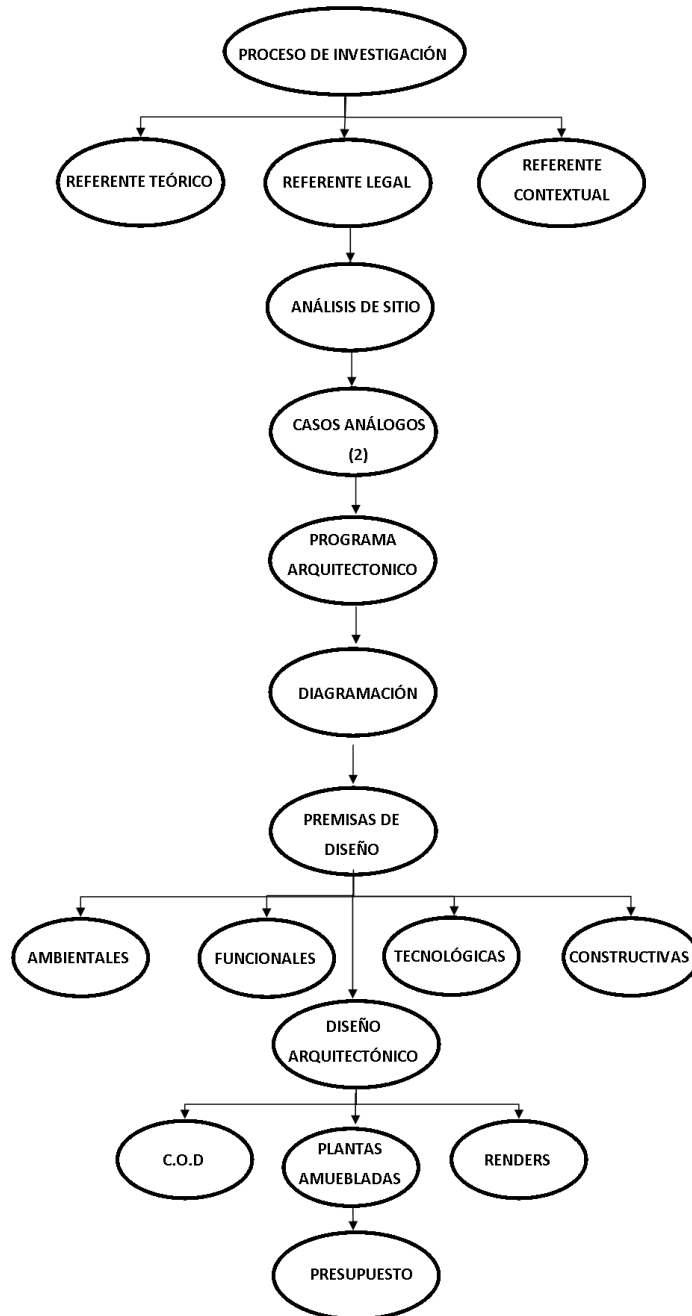 PROCESO DE INVESTIGACIÓN
REFERENTE TEÓRICO
REFERENTE LEGAL
REFERENTE
CONTEXTUAL
ANÁLISIS DE SITIO
CASOS ANÁLOGOS
(2)
PROGRAMA
ARQUITECTONICO
DIAGRAMACIÓN
PREMISAS DE
DISEÑO
AMBIENTALES
FUNCIONALES
TECNOLÓGICAS
CONSTRUCTIVAS
DISEÑO
ARQUITECTÓNICO
C.O.D
PLANTAS
AMUEBLADAS
RENDERS
PRESUPUESTO